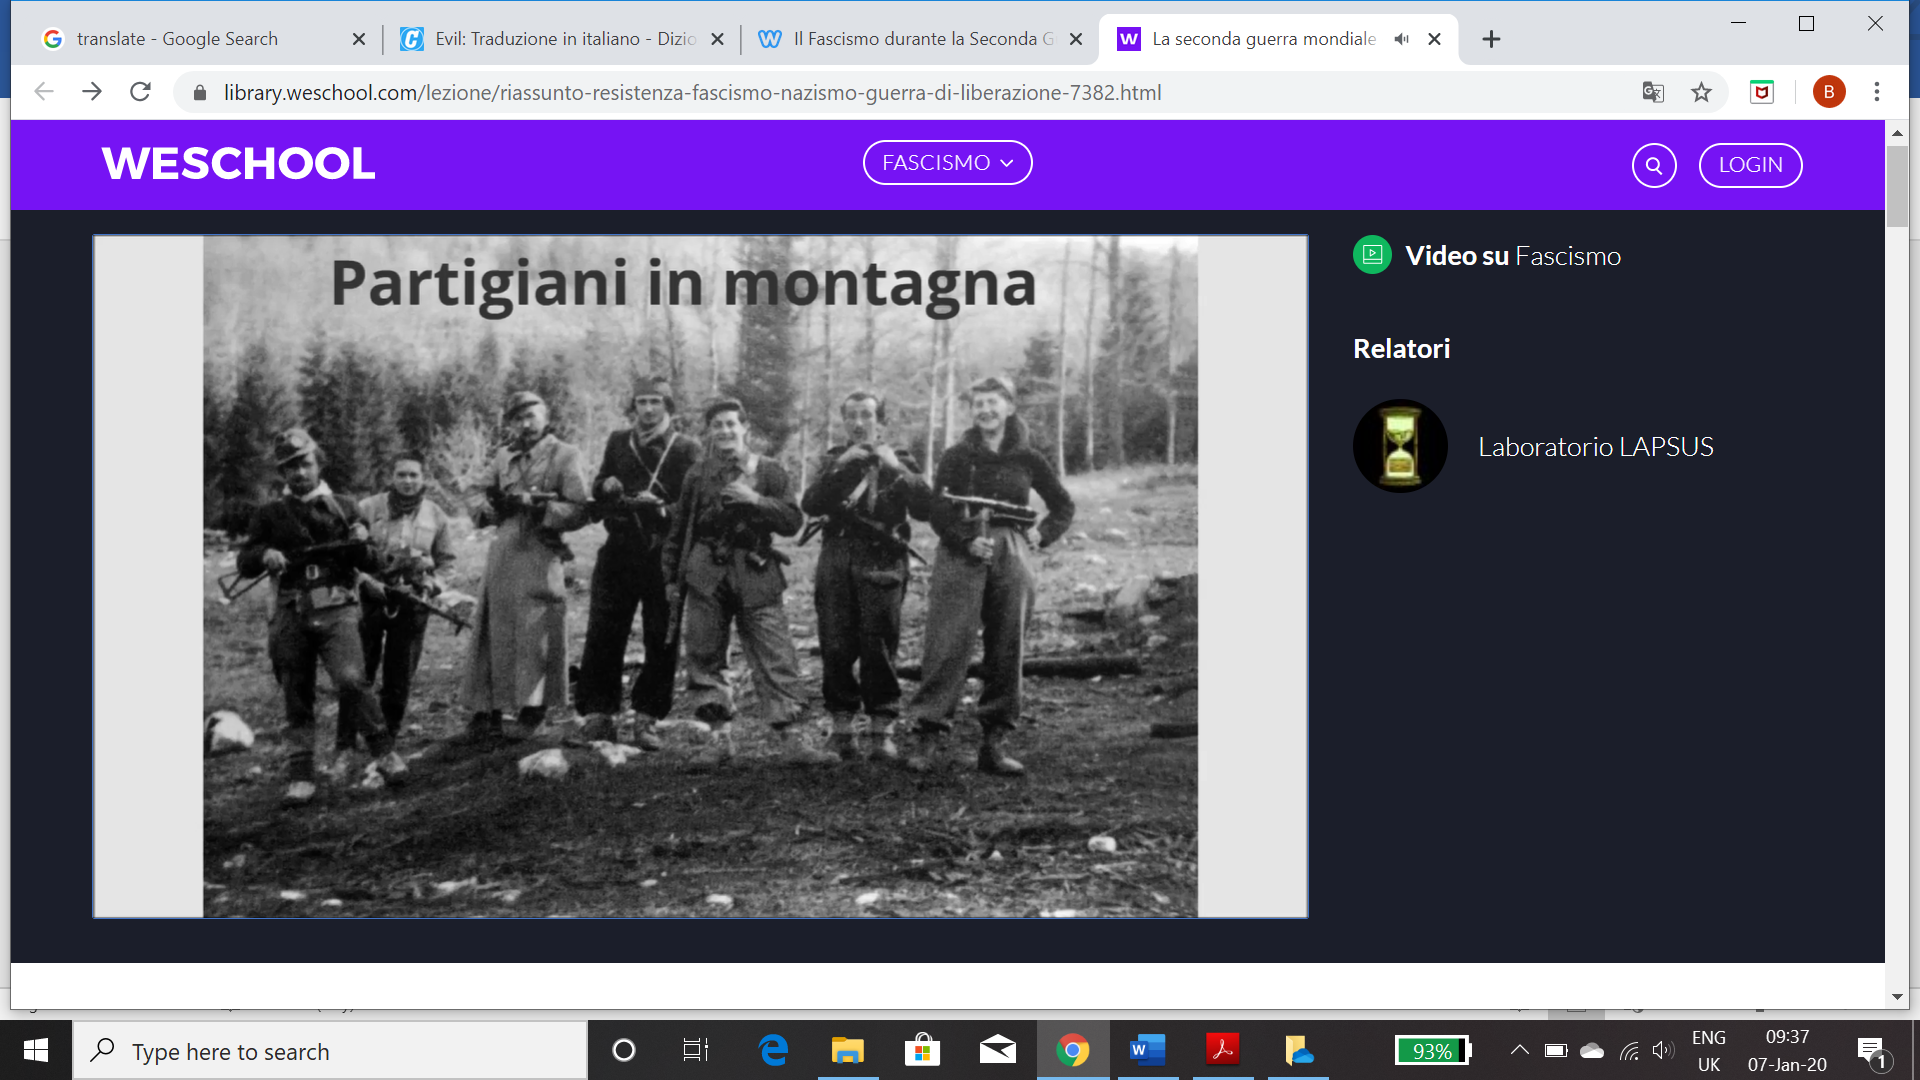 translate - Google Search
Evil: Traduzione in italiano - Dizio
Il Fascismo durante la Seconda G
La seconda guerra mondiale
library.weschool.com/lezione/riassunto-resistenza-fascismo-nazismo-guerra-di-liberazione-7382.html
B
WESCHOOL
FASCISMO
LOGIN
Partigiani in montagna
Video su Fascismo
Relatori
Laboratorio LAPSUS
Type here to search
93%
ENG
UK
09:37
07-Jan-20
1